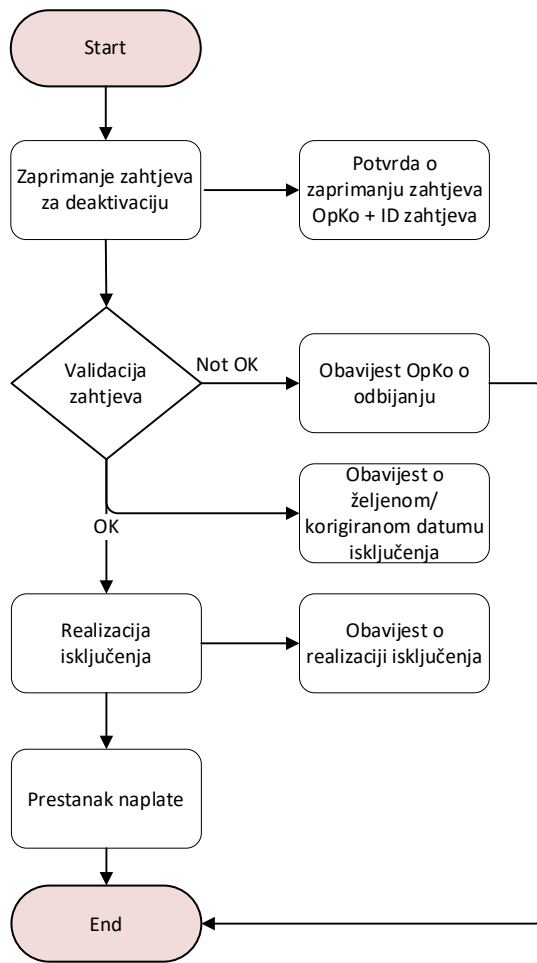 Start
Zaprimanje zahtjeva
za deaktivaciju
Potvrda o
zaprimanju zahtjeva
OpKo + ID zahtjeva
Validacija
zahtjeva
Not OK
Obavijest OpKo o
odbijanju
Obavijest o
željenom/
korigiranom datumu
isključenja
OK
Realizacija
isključenja
Obavijest o
realizaciji isključenja
Prestanak naplate
End